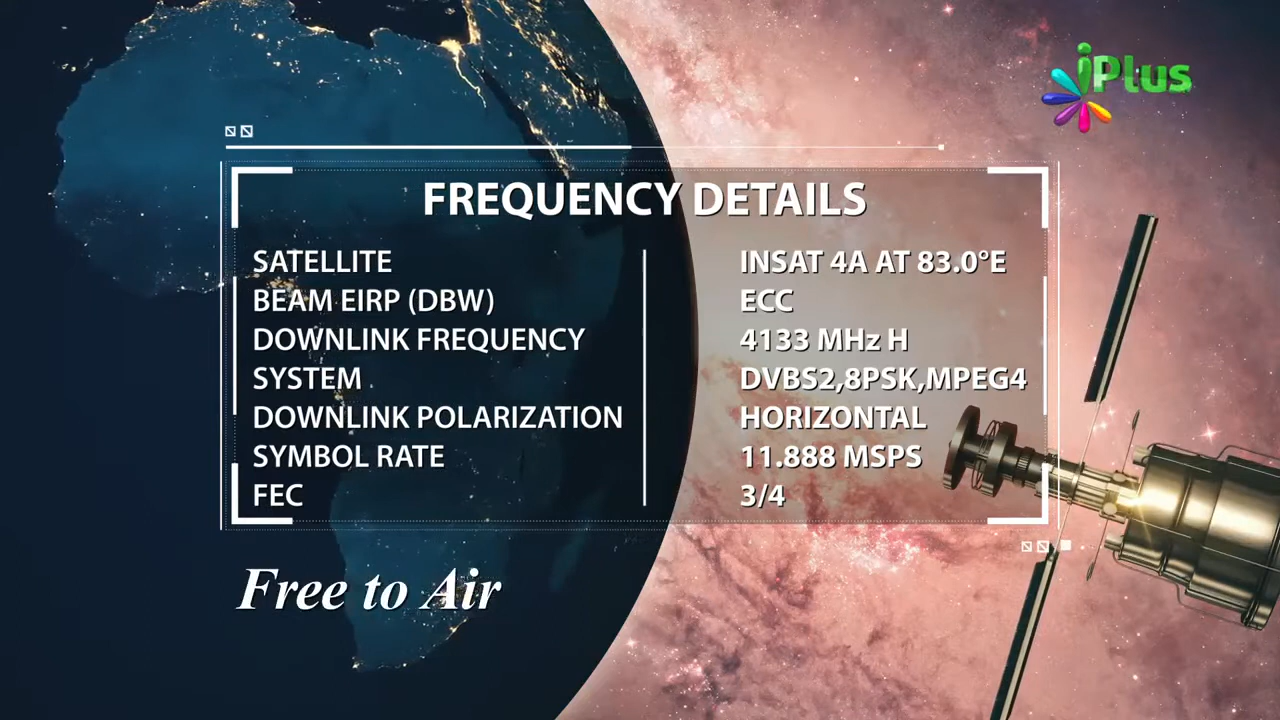 iPlus
FREQUENCY DETAILS
SATELLITE INSAT 4A AT 83.0°E
BEAM EIRP (DBW) ECC
DOWNLINK FREQUENCY 4133 MHz H
SYSTEM DVBS2,8PSK,MPEG4
DOWNLINK POLARIZATION HORIZONTAL
SYMBOL RATE 11.888 MSPS
FEC 3/4
Free to Air